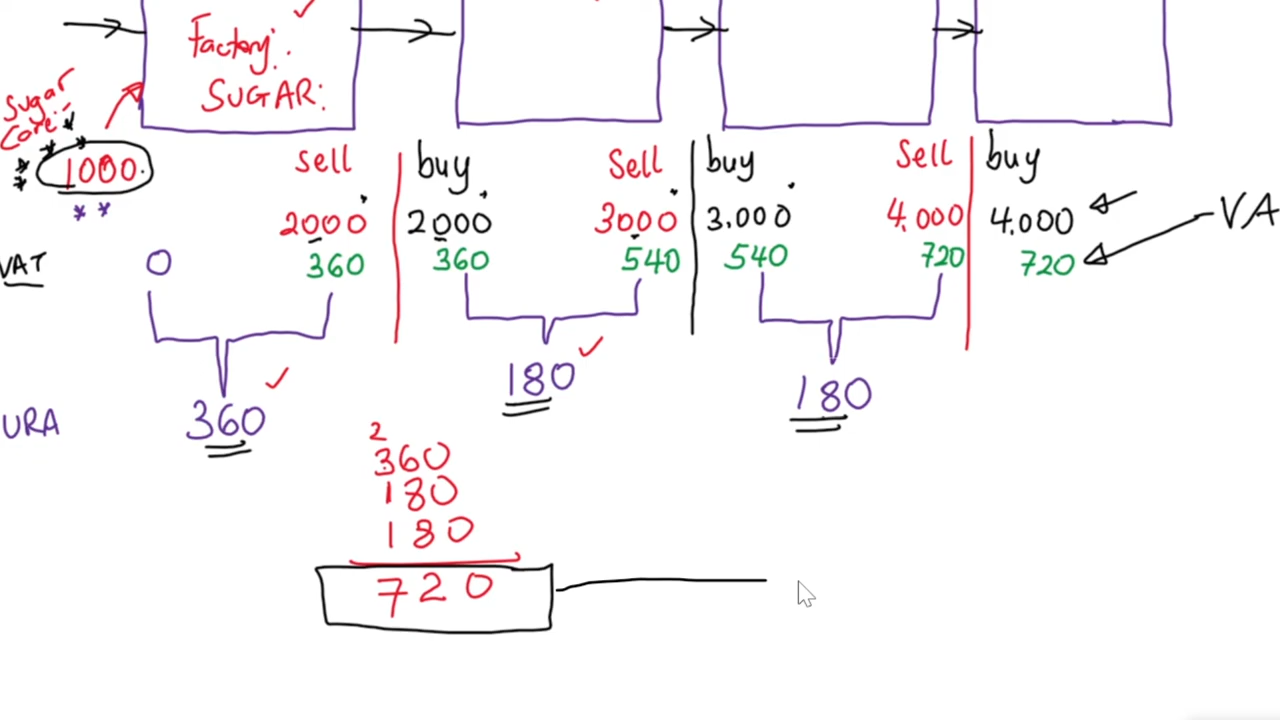 Factory:
SUGAR:
Sugar
Care:-
1000.
sell buy Sell buy Sell buy
2000 2000 3000 3.000 4.000 4.000
VA
VAT 0 360 360 540 540 720 720
360 180 180
URA
2
360
180
180
720